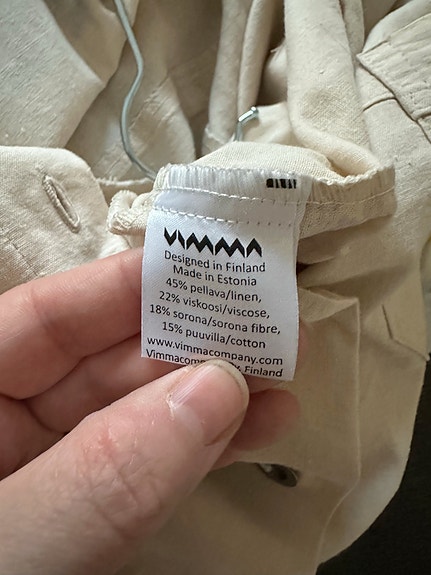 VIMMA
Designed in Finland
Made in Estonia
45% pellava/linen,
22% viskoosi/viscose,
18% sorona/sorona fibre,
15% puuvilla/cotton
www.vimmacompany.com
Finland